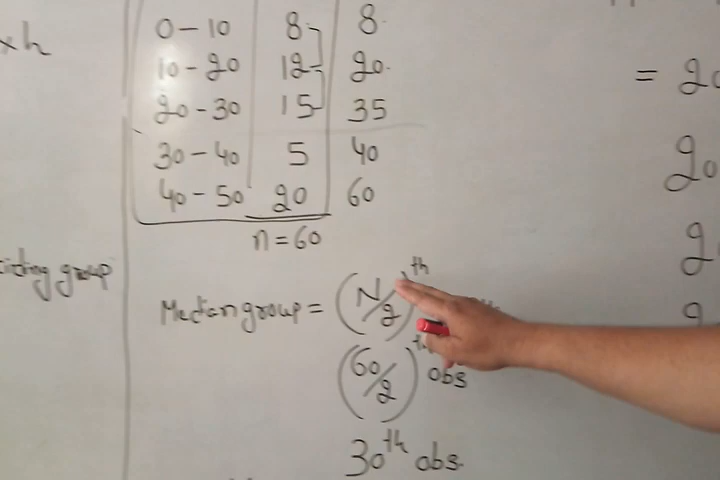 ×h
0-10 8 8
10-20 12 20
20-30 15 35
30-40 5 40
40-50 20 60
n = 60
group
Median group = (N/2)th
(60/2)th obs
30th obs.
= 20
20